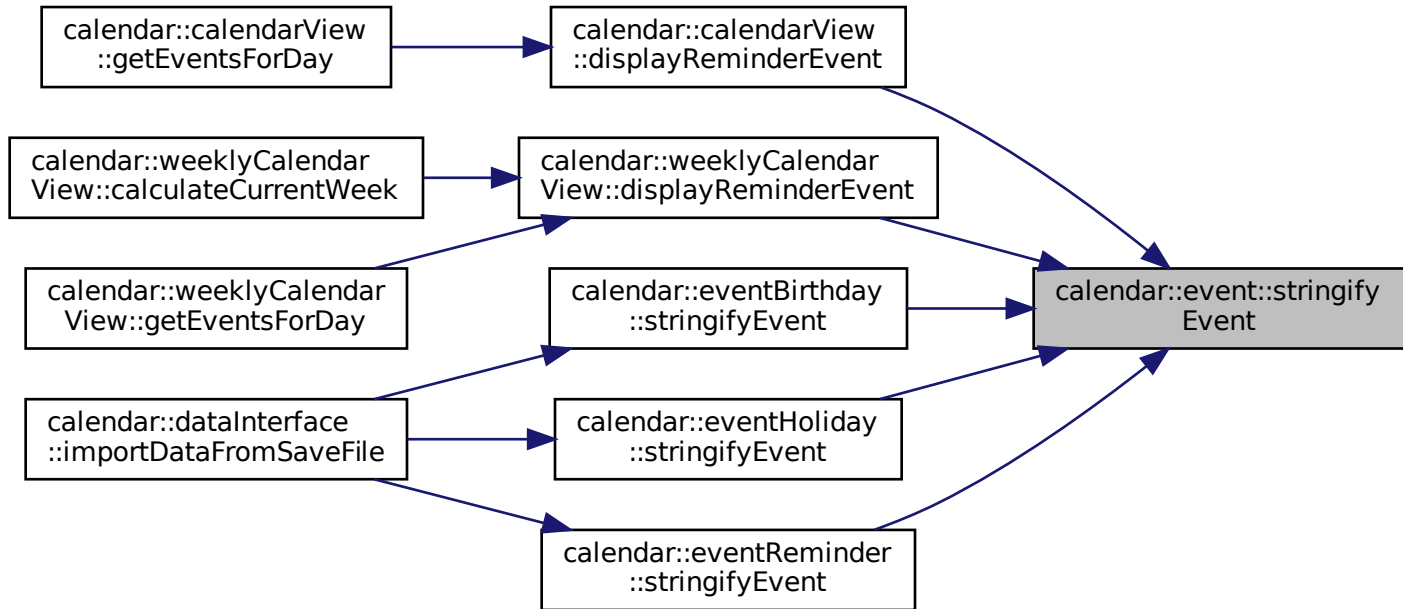 calendar::calendarView
::getEventsForDay
calendar::calendarView
::displayReminderEvent
calendar::weeklyCalendar
View::calculateCurrentWeek
calendar::weeklyCalendar
View::displayReminderEvent
calendar::weeklyCalendar
View::getEventsForDay
calendar::eventBirthday
::stringifyEvent
calendar::event::stringify
Event
calendar::dataInterface
::importDataFromSaveFile
calendar::eventHoliday
::stringifyEvent
calendar::eventReminder
::stringifyEvent